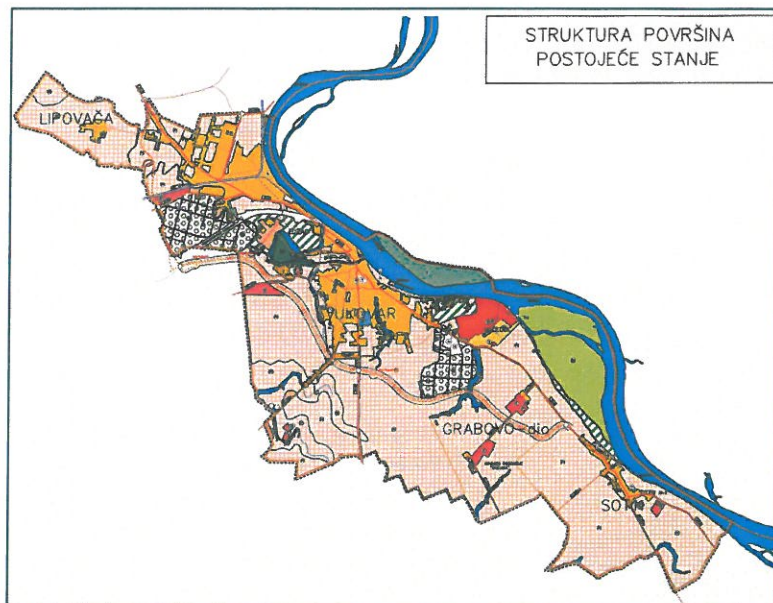 STRUKTURA POVRŠINA
POSTOJEĆE STANJE
LIPOVAČA
VUKOVAR
GRABOVO-dio
SOTIN